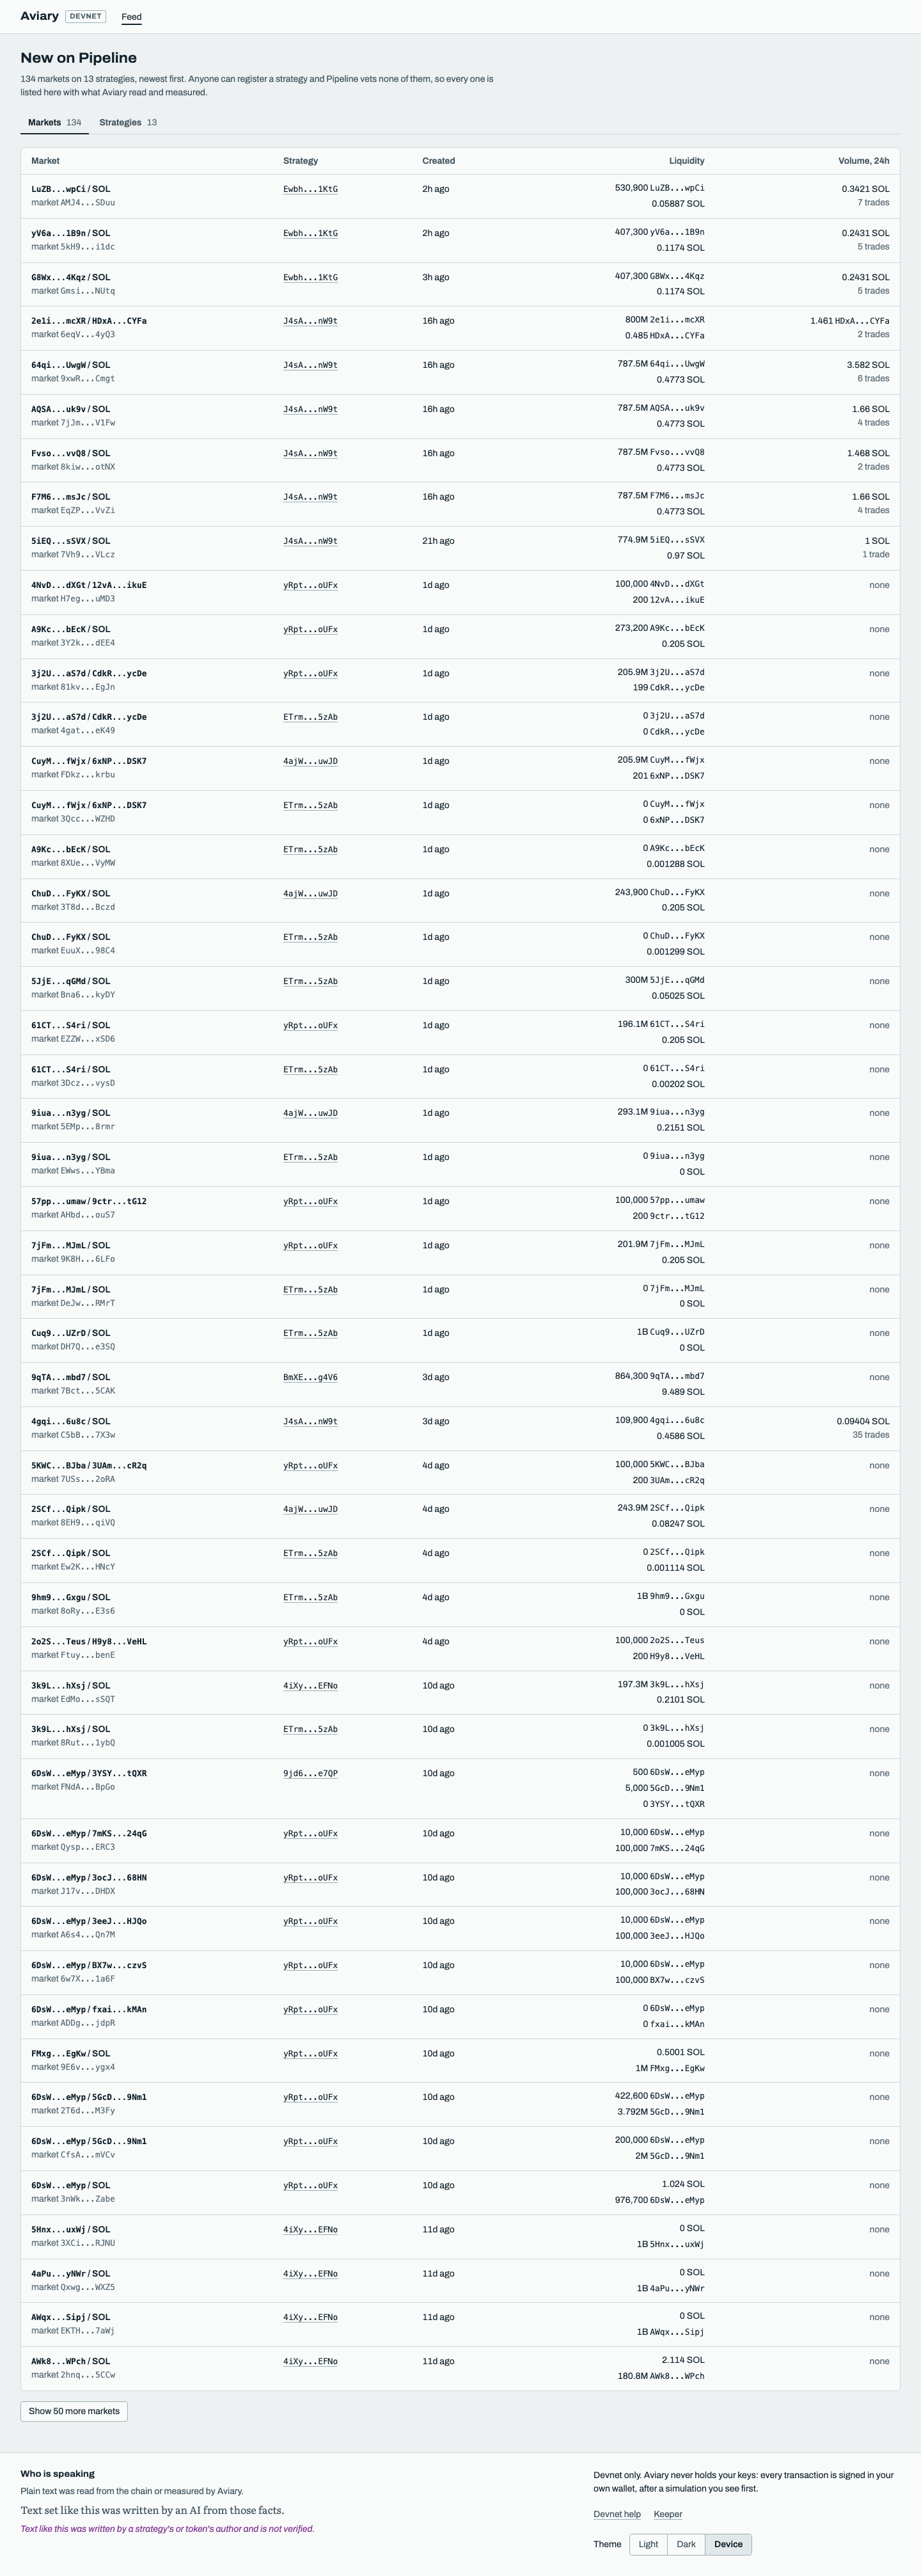 Aviary DEVNET Feed
New on Pipeline
134 markets on 13 strategies, newest first. Anyone can register a strategy and Pipeline vets none of them, so every one is
listed here with what Aviary read and measured.
Markets 134 Strategies 13
Market Strategy Created Liquidity Volume, 24h
LuZB...wpCi / SOL Ewbh...1KtG 2h ago 530,900 LuZB...wpCi 0.3421 SOL
market AMJ4...SDuu 0.05887 SOL 7 trades
yV6a...1B9n / SOL Ewbh...1KtG 2h ago 407,300 yV6a...1B9n 0.2431 SOL
market 5kH9...i1dc 0.1174 SOL 5 trades
G8Wx...4Kqz / SOL Ewbh...1KtG 3h ago 407,300 G8Wx...4Kqz 0.2431 SOL
market Gmsi...NUtq 0.1174 SOL 5 trades
2e1i...mcXR / HDxA...CYFa J4sA...nW9t 16h ago 800M 2e1i...mcXR 1.461 HDxA...CYFa
market 6eqV...4yQ3 0.485 HDxA...CYFa 2 trades
64qi...UwgW / SOL J4sA...nW9t 16h ago 787.5M 64qi...UwgW 3.582 SOL
market 9xwR...Cmgt 0.4773 SOL 6 trades
AQSA...uk9v / SOL J4sA...nW9t 16h ago 787.5M AQSA...uk9v 1.66 SOL
market 7jJm...V1Fw 0.4773 SOL 4 trades
Fvso...vvQ8 / SOL J4sA...nW9t 16h ago 787.5M Fvso...vvQ8 1.468 SOL
market 8kiw...otNX 0.4773 SOL 2 trades
F7M6...msJc / SOL J4sA...nW9t 16h ago 787.5M F7M6...msJc 1.66 SOL
market EqZP...VvZi 0.4773 SOL 4 trades
5iEQ...sSVX / SOL J4sA...nW9t 21h ago 774.9M 5iEQ...sSVX 1 SOL
market 7Vh9...VLcz 0.97 SOL 1 trade
4NvD...dXGt / 12vA...ikuE yRpt...oUFx 1d ago 100,000 4NvD...dXGt none
market H7eg...uMD3 200 12vA...ikuE
A9Kc...bEcK / SOL yRpt...oUFx 1d ago 273,200 A9Kc...bEcK none
market 3Y2k...dEE4 0.205 SOL
3j2U...aS7d / CdkR...ycDe yRpt...oUFx 1d ago 205.9M 3j2U...aS7d none
market 81kv...EgJn 199 CdkR...ycDe
3j2U...aS7d / CdkR...ycDe ETrm...5zAb 1d ago 0 3j2U...aS7d none
market 4gat...eK49 0 CdkR...ycDe
CuyM...fWjx / 6xNP...DSK7 4ajW...uwJD 1d ago 205.9M CuyM...fWjx none
market FDkz...krbu 201 6xNP...DSK7
CuyM...fWjx / 6xNP...DSK7 ETrm...5zAb 1d ago 0 CuyM...fWjx none
market 3Qcc...WZHD 0 6xNP...DSK7
A9Kc...bEcK / SOL ETrm...5zAb 1d ago 0 A9Kc...bEcK none
market 8XUe...VyMW 0.001288 SOL
ChuD...FyKX / SOL 4ajW...uwJD 1d ago 243,900 ChuD...FyKX none
market 3T8d...Bczd 0.205 SOL
ChuD...FyKX / SOL ETrm...5zAb 1d ago 0 ChuD...FyKX none
market EuuX...98C4 0.001299 SOL
5JjE...qGMd / SOL ETrm...5zAb 1d ago 300M 5JjE...qGMd none
market Bna6...kyDY 0.05025 SOL
61CT...S4ri / SOL yRpt...oUFx 1d ago 196.1M 61CT...S4ri none
market EZZW...xSD6 0.205 SOL
61CT...S4ri / SOL ETrm...5zAb 1d ago 0 61CT...S4ri none
market 3Dcz...vysD 0.00202 SOL
9iua...n3yg / SOL 4ajW...uwJD 1d ago 293.1M 9iua...n3yg none
market 5EMp...8rmr 0.2151 SOL
9iua...n3yg / SOL ETrm...5zAb 1d ago 0 9iua...n3yg none
market EWws...YBma 0 SOL
57pp...umaw / 9ctr...tG12 yRpt...oUFx 1d ago 100,000 57pp...umaw none
market AHbd...ouS7 200 9ctr...tG12
7jFm...MJmL / SOL yRpt...oUFx 1d ago 201.9M 7jFm...MJmL none
market 9K8H...6LFo 0.205 SOL
7jFm...MJmL / SOL ETrm...5zAb 1d ago 0 7jFm...MJmL none
market DeJw...RMrT 0 SOL
Cuq9...UZrD / SOL ETrm...5zAb 1d ago 1B Cuq9...UZrD none
market DH7Q...e3SQ 0 SOL
9qTA...mbd7 / SOL BmXE...g4V6 3d ago 864,300 9qTA...mbd7 none
market 7Bct...5CAK 9.489 SOL
4gqi...6u8c / SOL J4sA...nW9t 3d ago 109,900 4gqi...6u8c 0.09404 SOL
market C5bB...7X3w 0.4586 SOL 35 trades
5KWC...BJba / 3UAm...cR2q yRpt...oUFx 4d ago 100,000 5KWC...BJba none
market 7USs...2oRA 200 3UAm...cR2q
2SCf...Qipk / SOL 4ajW...uwJD 4d ago 243.9M 2SCf...Qipk none
market 8EH9...qiVQ 0.08247 SOL
2SCf...Qipk / SOL ETrm...5zAb 4d ago 0 2SCf...Qipk none
market Ew2K...HNcY 0.001114 SOL
9hm9...Gxgu / SOL ETrm...5zAb 4d ago 1B 9hm9...Gxgu none
market 8oRy...E3s6 0 SOL
2o2S...Teus / H9y8...VeHL yRpt...oUFx 4d ago 100,000 2o2S...Teus none
market Ftuy...benE 200 H9y8...VeHL
3k9L...hXsj / SOL 4iXy...EFNo 10d ago 197.3M 3k9L...hXsj none
market EdMo...sSQT 0.2101 SOL
3k9L...hXsj / SOL ETrm...5zAb 10d ago 0 3k9L...hXsj none
market 8Rut...1ybQ 0.001005 SOL
6DsW...eMyp / 3YSY...tQXR 9jd6...e7QP 10d ago 500 6DsW...eMyp none
market FNdA...BpGo 5,000 5GcD...9Nm1
0 3YSY...tQXR
6DsW...eMyp / 7mKS...24qG yRpt...oUFx 10d ago 10,000 6DsW...eMyp none
market Qysp...ERC3 100,000 7mKS...24qG
6DsW...eMyp / 3ocJ...68HN yRpt...oUFx 10d ago 10,000 6DsW...eMyp none
market J17v...DHDX 100,000 3ocJ...68HN
6DsW...eMyp / 3eeJ...HJQo yRpt...oUFx 10d ago 10,000 6DsW...eMyp none
market A6s4...Qn7M 100,000 3eeJ...HJQo
6DsW...eMyp / BX7w...czvS yRpt...oUFx 10d ago 10,000 6DsW...eMyp none
market 6w7X...1a6F 100,000 BX7w...czvS
6DsW...eMyp / fxai...kMAn yRpt...oUFx 10d ago 0 6DsW...eMyp none
market ADDg...jdpR 0 fxai...kMAn
FMxg...EgKw / SOL yRpt...oUFx 10d ago 0.5001 SOL none
market 9E6v...ygx4 1M FMxg...EgKw
6DsW...eMyp / 5GcD...9Nm1 yRpt...oUFx 10d ago 422,600 6DsW...eMyp none
market 2T6d...M3Fy 3.792M 5GcD...9Nm1
6DsW...eMyp / 5GcD...9Nm1 yRpt...oUFx 10d ago 200,000 6DsW...eMyp none
market CfsA...mVCv 2M 5GcD...9Nm1
6DsW...eMyp / SOL yRpt...oUFx 10d ago 1.024 SOL none
market 3nWk...Zabe 976,700 6DsW...eMyp
5Hnx...uxWj / SOL 4iXy...EFNo 11d ago 0 SOL none
market 3XCi...RJNU 1B 5Hnx...uxWj
4aPu...yNWr / SOL 4iXy...EFNo 11d ago 0 SOL none
market Qxwg...WXZ5 1B 4aPu...yNWr
AWqx...Sipj / SOL 4iXy...EFNo 11d ago 0 SOL none
market EKTH...7aWj 1B AWqx...Sipj
AWk8...WPch / SOL 4iXy...EFNo 11d ago 2.114 SOL none
market 2hnq...5CCw 180.8M AWk8...WPch
Show 50 more markets
Who is speaking
Plain text was read from the chain or measured by Aviary.
Text set like this was written by an AI from those facts.
Text like this was written by a strategy's or token's author and is not verified.
Devnet only. Aviary never holds your keys: every transaction is signed in your
own wallet, after a simulation you see first.
Devnet help Keeper
Theme Light Dark Device